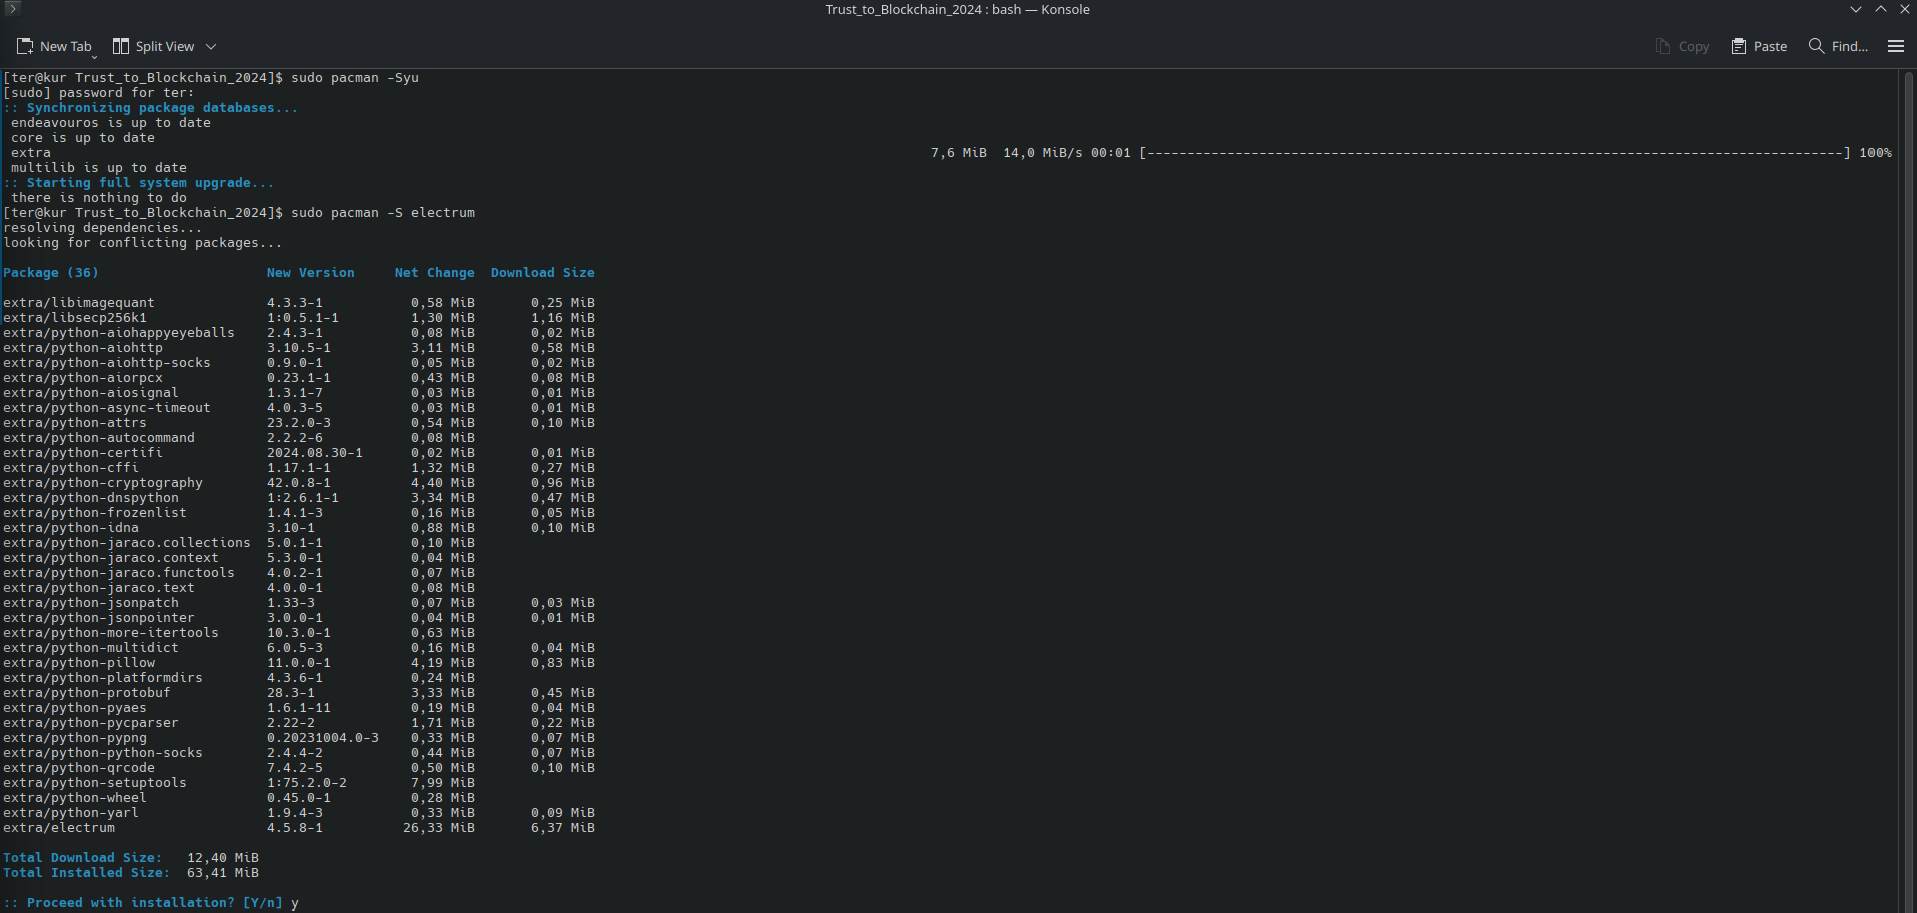 Trust_to_Blockchain_2024 : bash — Konsole
New Tab Split View Copy Paste Find...
[ter@kur Trust_to_Blockchain_2024]$ sudo pacman -Syu
[sudo] password for ter:
:: Synchronizing package databases...
endeavouros is up to date
core is up to date
extra 7,6 MiB 14,0 MiB/s 00:01 [---------------------------------------------------------------------------------------] 100%
multilib is up to date
:: Starting full system upgrade...
there is nothing to do
[ter@kur Trust_to_Blockchain_2024]$ sudo pacman -S electrum
resolving dependencies...
looking for conflicting packages...
Package (36) New Version Net Change Download Size
extra/libimagequant 4.3.3-1 0,58 MiB 0,25 MiB
extra/libsecp256k1 1:0.5.1-1 1,30 MiB 1,16 MiB
extra/python-aiohappyeyeballs 2.4.3-1 0,08 MiB 0,02 MiB
extra/python-aiohttp 3.10.5-1 3,11 MiB 0,58 MiB
extra/python-aiohttp-socks 0.9.0-1 0,05 MiB 0,02 MiB
extra/python-aiorpcx 0.23.1-1 0,43 MiB 0,08 MiB
extra/python-aiosignal 1.3.1-7 0,03 MiB 0,01 MiB
extra/python-async-timeout 4.0.3-5 0,03 MiB 0,01 MiB
extra/python-attrs 23.2.0-3 0,54 MiB 0,10 MiB
extra/python-autocommand 2.2.2-6 0,08 MiB
extra/python-certifi 2024.08.30-1 0,02 MiB 0,01 MiB
extra/python-cffi 1.17.1-1 1,32 MiB 0,27 MiB
extra/python-cryptography 42.0.8-1 4,40 MiB 0,96 MiB
extra/python-dnspython 1:2.6.1-1 3,34 MiB 0,47 MiB
extra/python-frozenlist 1.4.1-3 0,16 MiB 0,05 MiB
extra/python-idna 3.10-1 0,88 MiB 0,10 MiB
extra/python-jaraco.collections 5.0.1-1 0,10 MiB
extra/python-jaraco.context 5.3.0-1 0,04 MiB
extra/python-jaraco.functools 4.0.2-1 0,07 MiB
extra/python-jaraco.text 4.0.0-1 0,08 MiB
extra/python-jsonpatch 1.33-3 0,07 MiB 0,03 MiB
extra/python-jsonpointer 3.0.0-1 0,04 MiB 0,01 MiB
extra/python-more-itertools 10.3.0-1 0,63 MiB
extra/python-multidict 6.0.5-3 0,16 MiB 0,04 MiB
extra/python-pillow 11.0.0-1 4,19 MiB 0,83 MiB
extra/python-platformdirs 4.3.6-1 0,24 MiB
extra/python-protobuf 28.3-1 3,33 MiB 0,45 MiB
extra/python-pyaes 1.6.1-11 0,19 MiB 0,04 MiB
extra/python-pycparser 2.22-2 1,71 MiB 0,22 MiB
extra/python-pypng 0.20231004.0-3 0,33 MiB 0,07 MiB
extra/python-python-socks 2.4.4-2 0,44 MiB 0,07 MiB
extra/python-qrcode 7.4.2-5 0,50 MiB 0,10 MiB
extra/python-setuptools 1:75.2.0-2 7,99 MiB
extra/python-wheel 0.45.0-1 0,28 MiB
extra/python-yarl 1.9.4-3 0,33 MiB 0,09 MiB
extra/electrum 4.5.8-1 26,33 MiB 6,37 MiB
Total Download Size: 12,40 MiB
Total Installed Size: 63,41 MiB
:: Proceed with installation? [Y/n] y